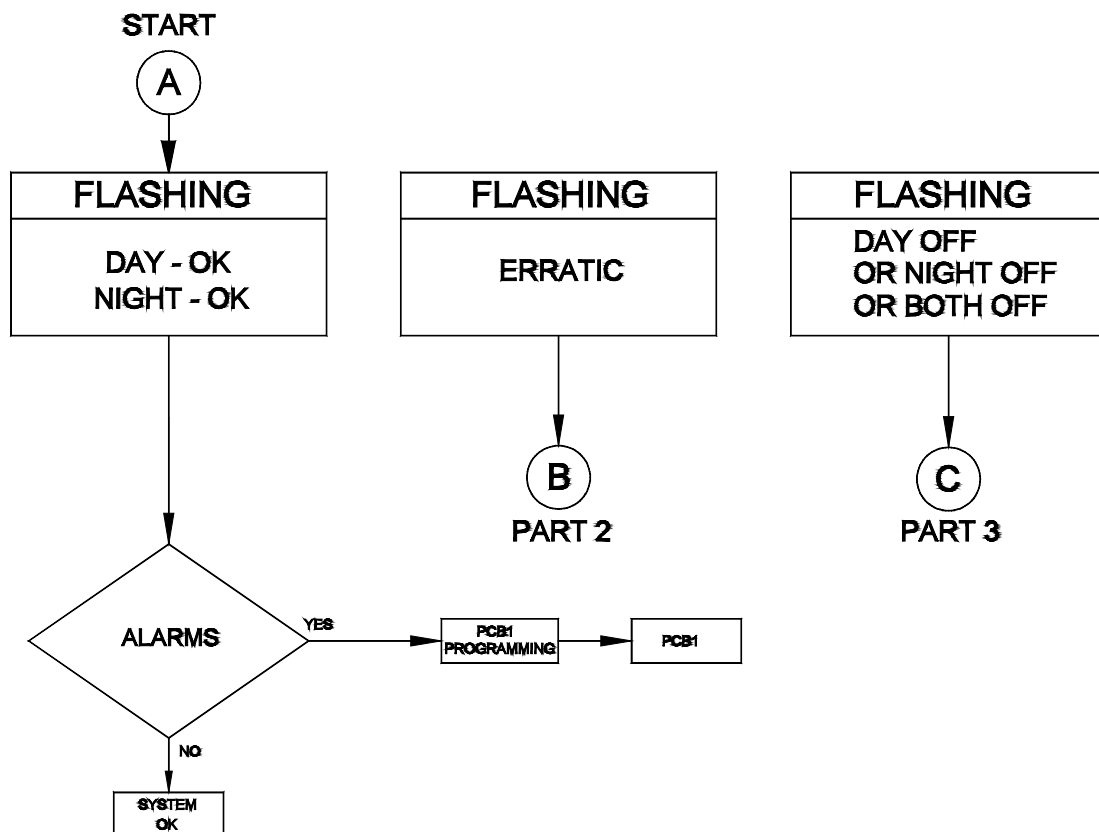 START
A
FLASHING
DAY - OK
NIGHT - OK
FLASHING
ERRATIC
FLASHING
DAY OFF
OR NIGHT OFF
OR BOTH OFF
B
PART 2
C
PART 3
ALARMS
YES
PCB1
PROGRAMMING
PCB1
NO
SYSTEM
OK